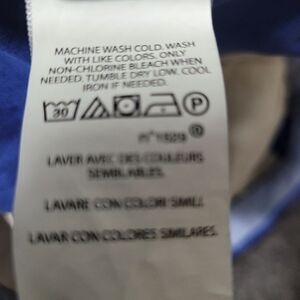 MACHINE WASH COLD. WASH
WITH LIKE COLORS. ONLY
NON-CHLORINE BLEACH WHEN
NEEDED. TUMBLE DRY LOW. COOL
IRON IF NEEDED.
30 P
LAVER AVEC DES COULEURS
SEMBLABLES.
LAVARE CON COLORI SIMILI.
LAVAR CON COLORES SIMILARES.